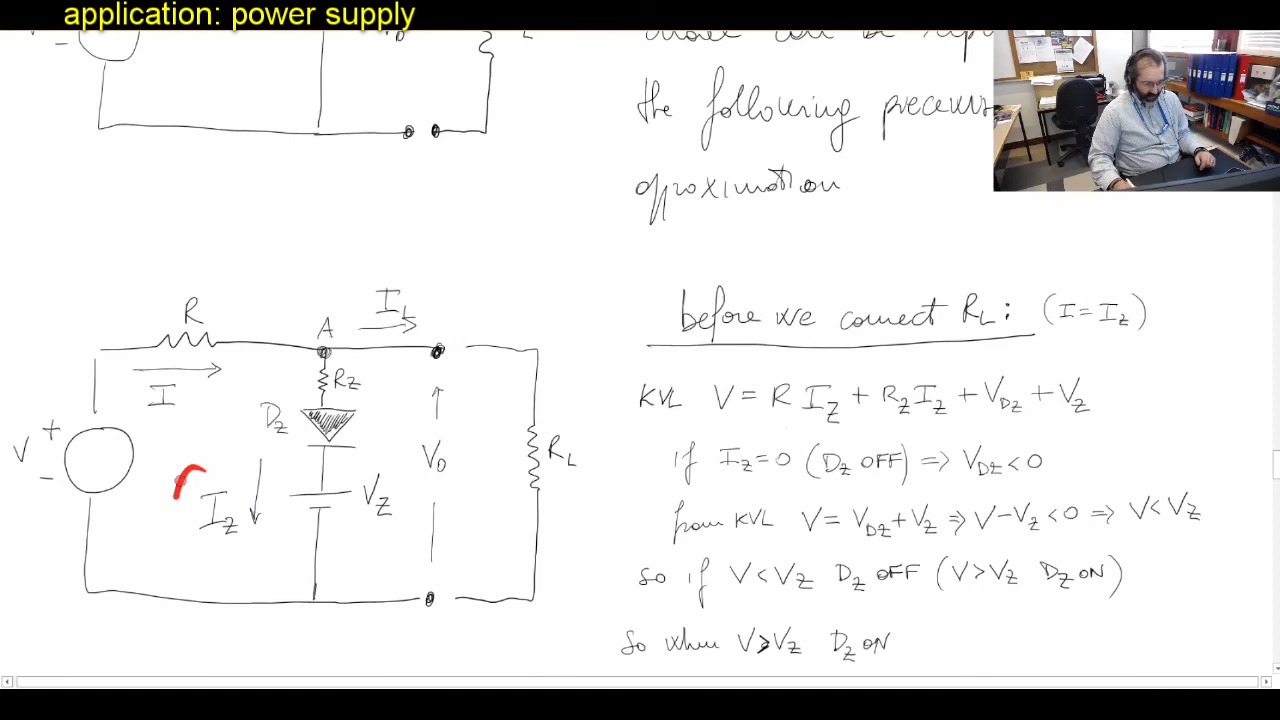 application: power supply
the following
aproximation
R
I_L
A
I
R_Z
D_Z
V
+
-
V_0
R_L
I_Z
V_Z
before we connect R_L: (I = I_Z)
KVL V = R I_Z + R_Z I_Z + V_DZ + V_Z
if I_Z = 0 (D_Z OFF) => V_DZ < 0
from KVL V = V_DZ + V_Z => V - V_Z < 0 => V < V_Z
so if V < V_Z D_Z OFF (V > V_Z D_Z ON)
so when V > V_Z D_Z ON